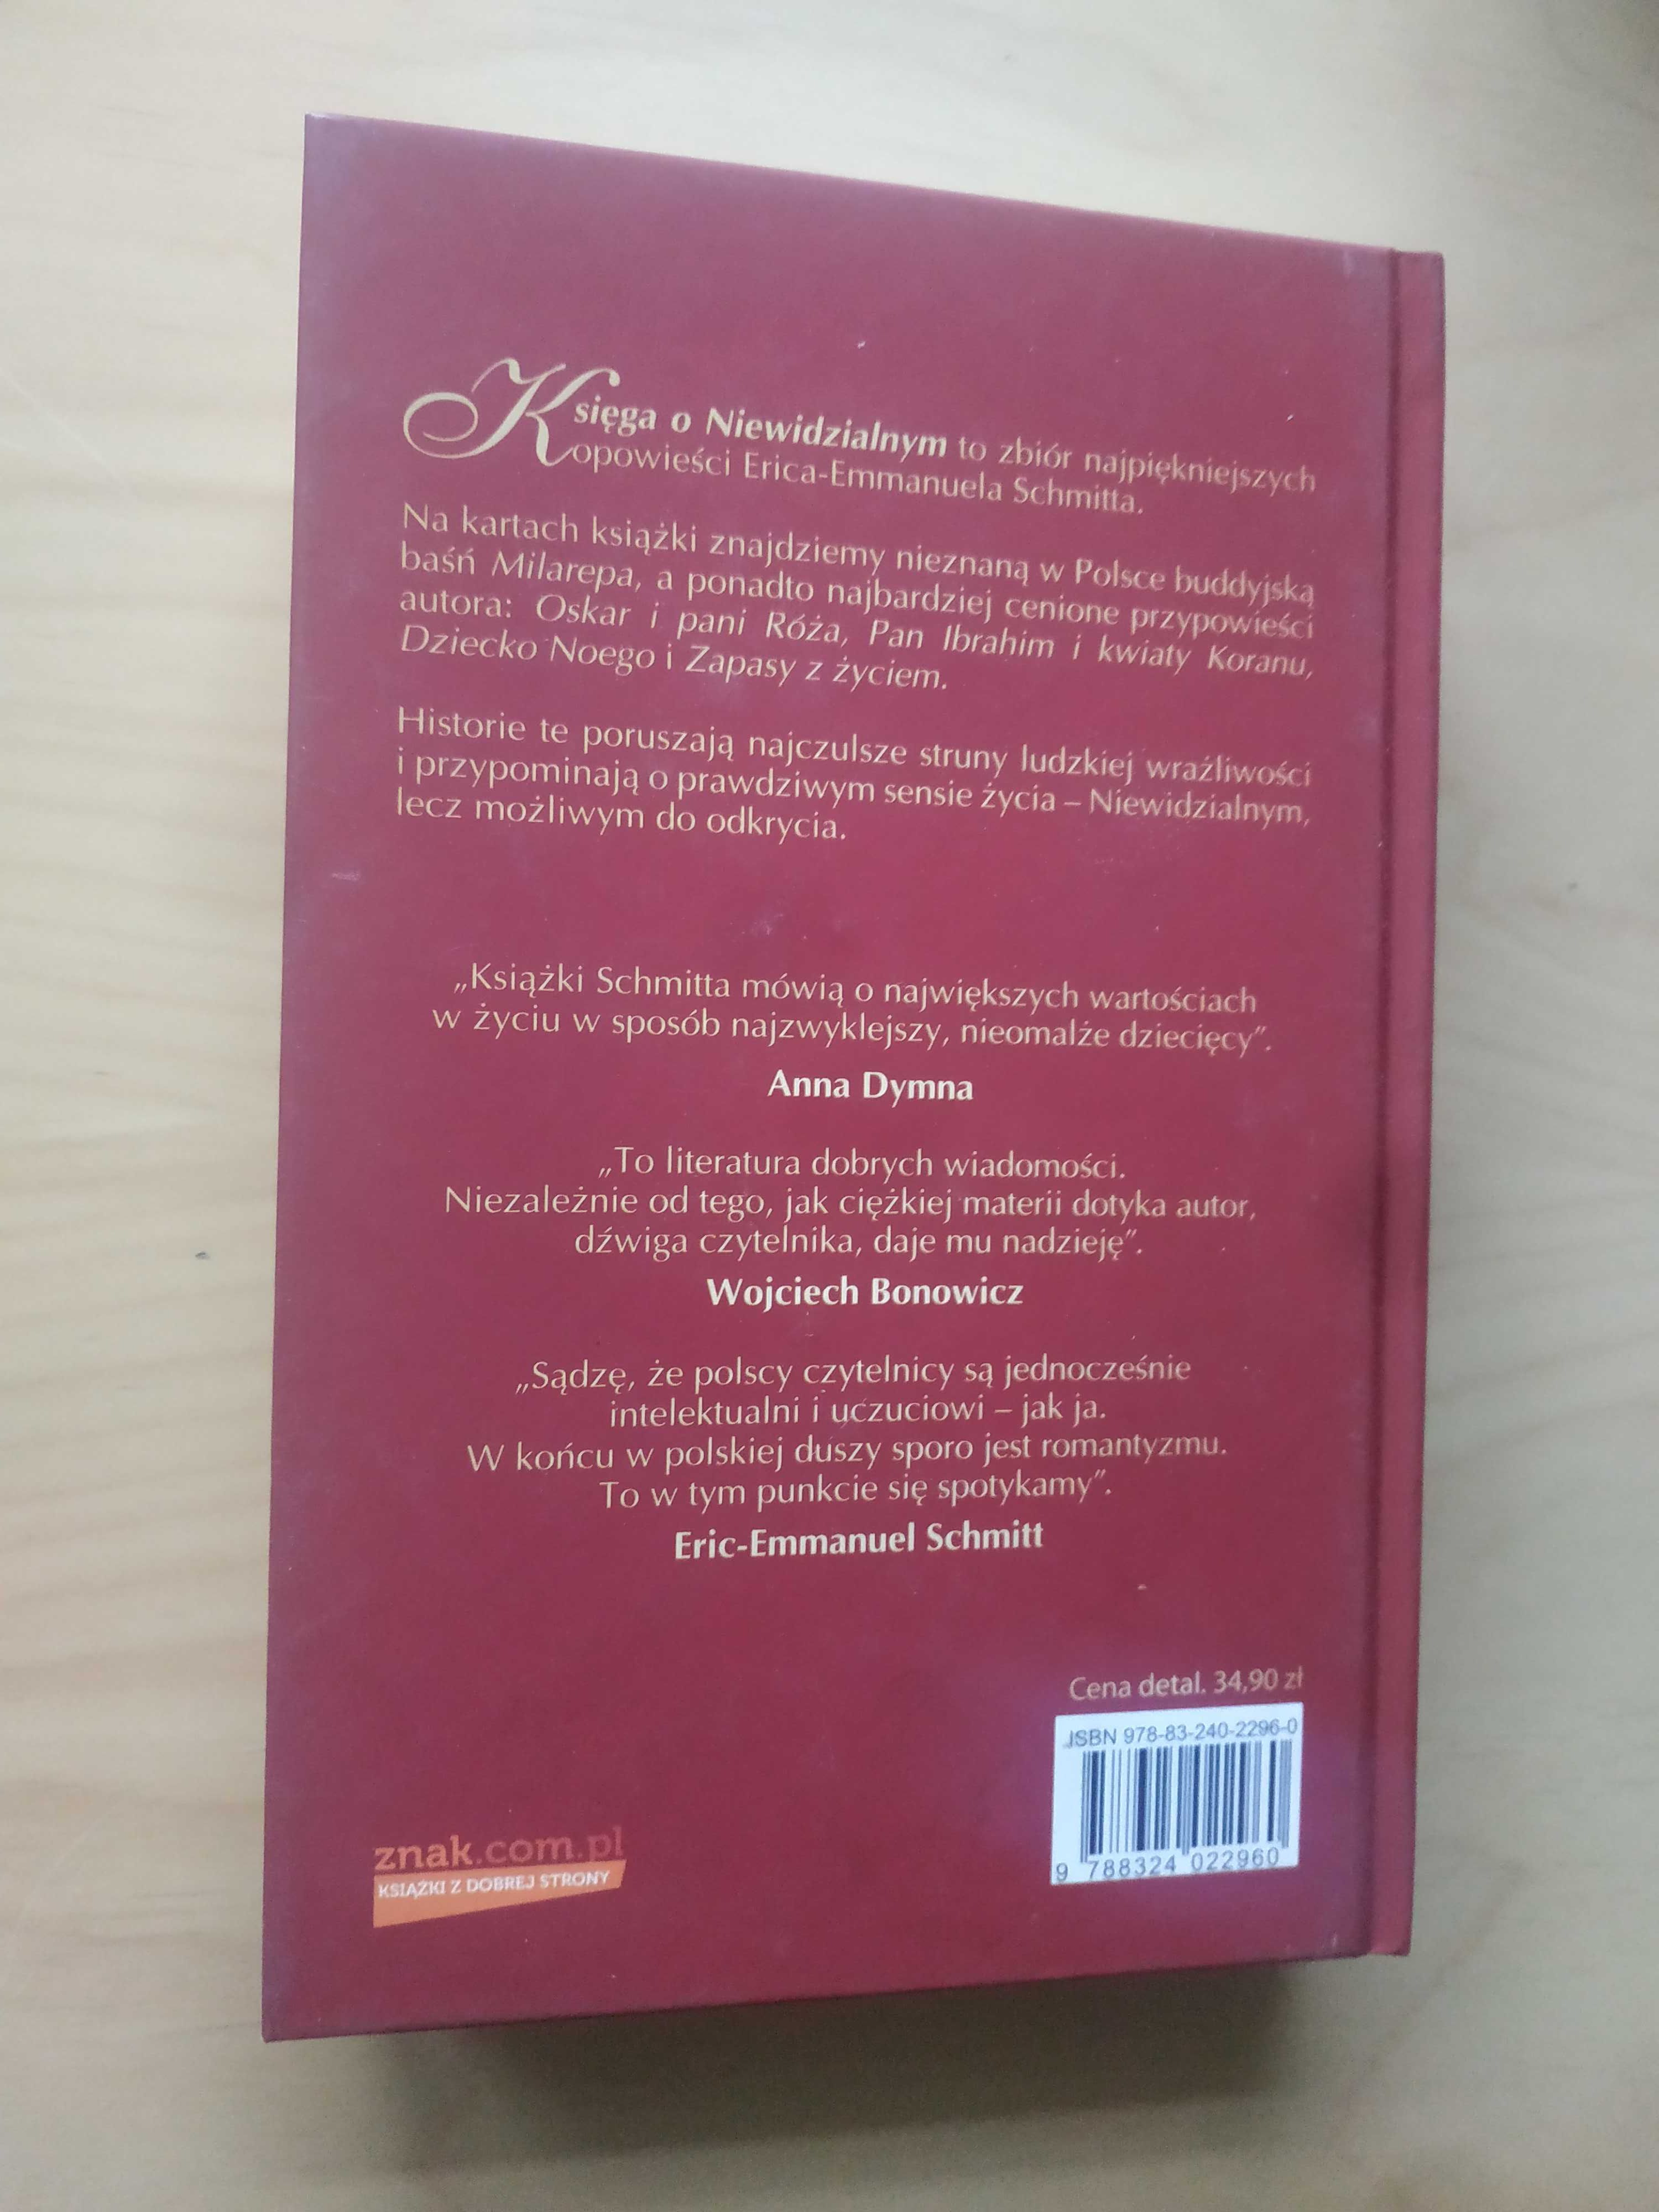 Księga o Niewidzialnym to zbiór najpiękniejszych
opowieści Erica-Emmanuela Schmitta.
Na kartach książki znajdziemy nieznaną w Polsce buddyjską
baśń Milarepa, a ponadto najbardziej cenione przypowieści
autora: Oskar i pani Róża, Pan Ibrahim i kwiaty Koranu,
Dziecko Noego i Zapasy z życiem.
Historie te poruszają najczulsze struny ludzkiej wrażliwości
i przypominają o prawdziwym sensie życia – Niewidzialnym,
lecz możliwym do odkrycia.
„Książki Schmitta mówią o największych wartościach
w życiu w sposób najzwyklejszy, nieomalże dziecięcy”.
Anna Dymna
„To literatura dobrych wiadomości.
Niezależnie od tego, jak ciężkiej materii dotyka autor,
dźwiga czytelnika, daje mu nadzieję”.
Wojciech Bonowicz
„Sądzę, że polscy czytelnicy są jednocześnie
intelektualni i uczuciowi – jak ja.
W końcu w polskiej duszy sporo jest romantyzmu.
To w tym punkcie się spotykamy”.
Eric-Emmanuel Schmitt
Cena detal. 34,90 zł
ISBN 978-83-240-2296-0
9 788324 022960
znak.com.pl
KSIĄŻKI Z DOBREJ STRONY